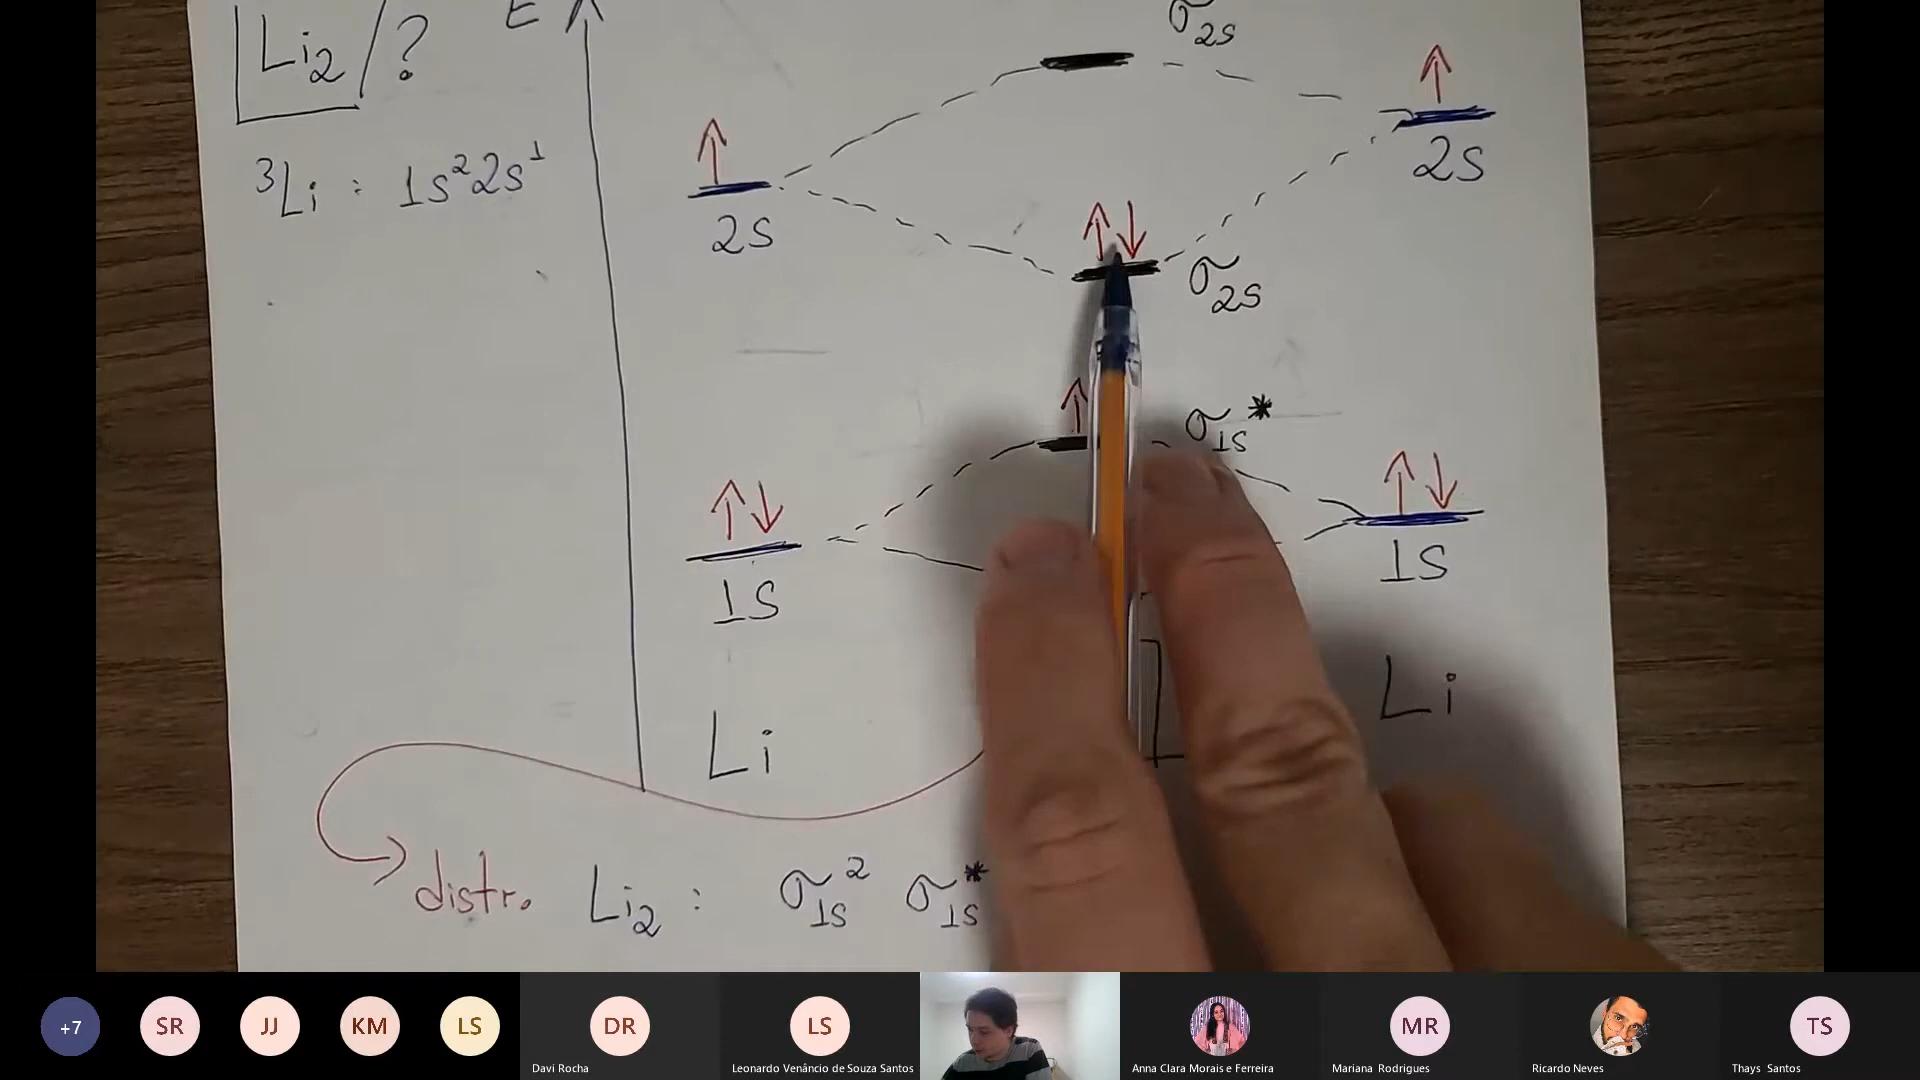 Li₂/?
E
σ₂ₛ
³Li : 1s²2s¹
2s
2s
σ₂ₛ
σ₁ₛ*
1s
1s
Li
Li
distr. Li₂ : σ₁ₛ² σ₁ₛ*
+7
SR
JJ
KM
LS
DR
LS
MR
TS
Davi Rocha
Leonardo Venâncio de Souza Santos
Anna Clara Morais e Ferreira
Mariana Rodrigues
Ricardo Neves
Thays Santos